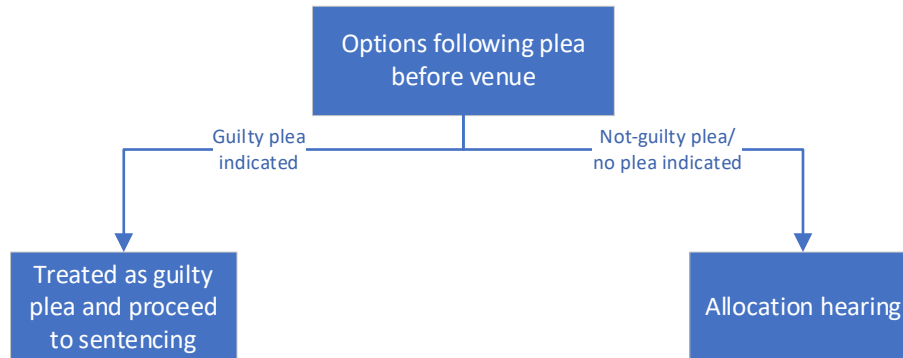 Options following plea
before venue
Guilty plea
indicated
Not-guilty plea/
no plea indicated
Treated as guilty
plea and proceed
to sentencing
Allocation hearing